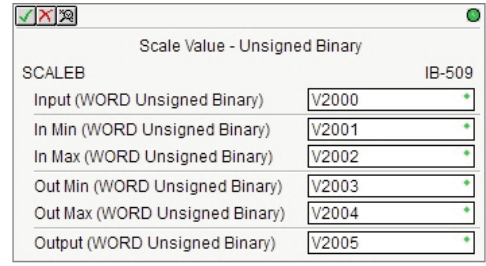 Scale Value - Unsigned Binary
SCALEB IB-509
Input (WORD Unsigned Binary) V2000
In Min (WORD Unsigned Binary) V2001
In Max (WORD Unsigned Binary) V2002
Out Min (WORD Unsigned Binary) V2003
Out Max (WORD Unsigned Binary) V2004
Output (WORD Unsigned Binary) V2005